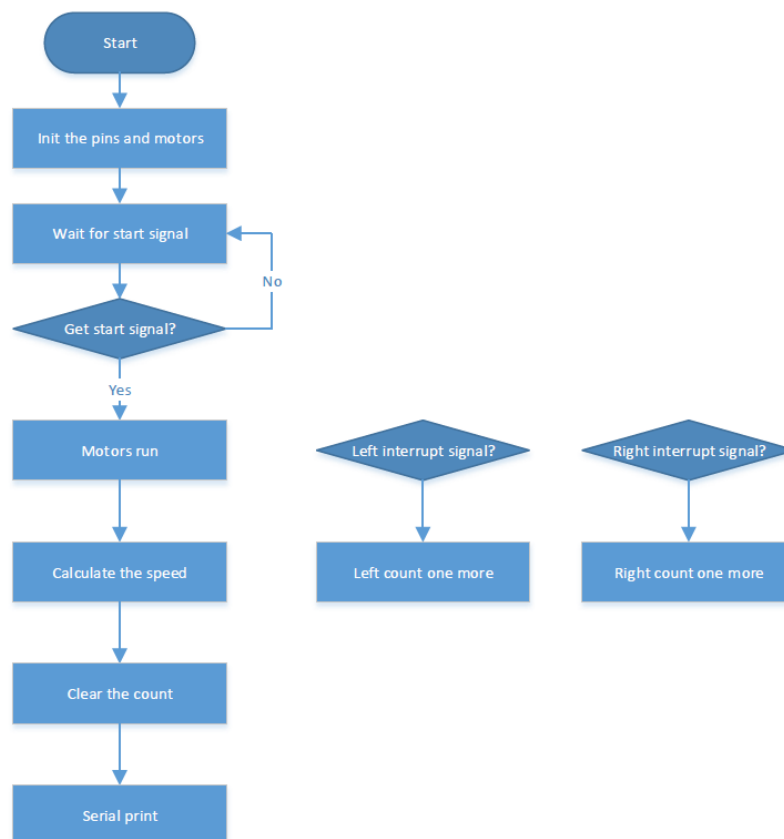 Start
Init the pins and motors
Wait for start signal
No
Get start signal?
Yes
Motors run
Left interrupt signal?
Right interrupt signal?
Calculate the speed
Left count one more
Right count one more
Clear the count
Serial print